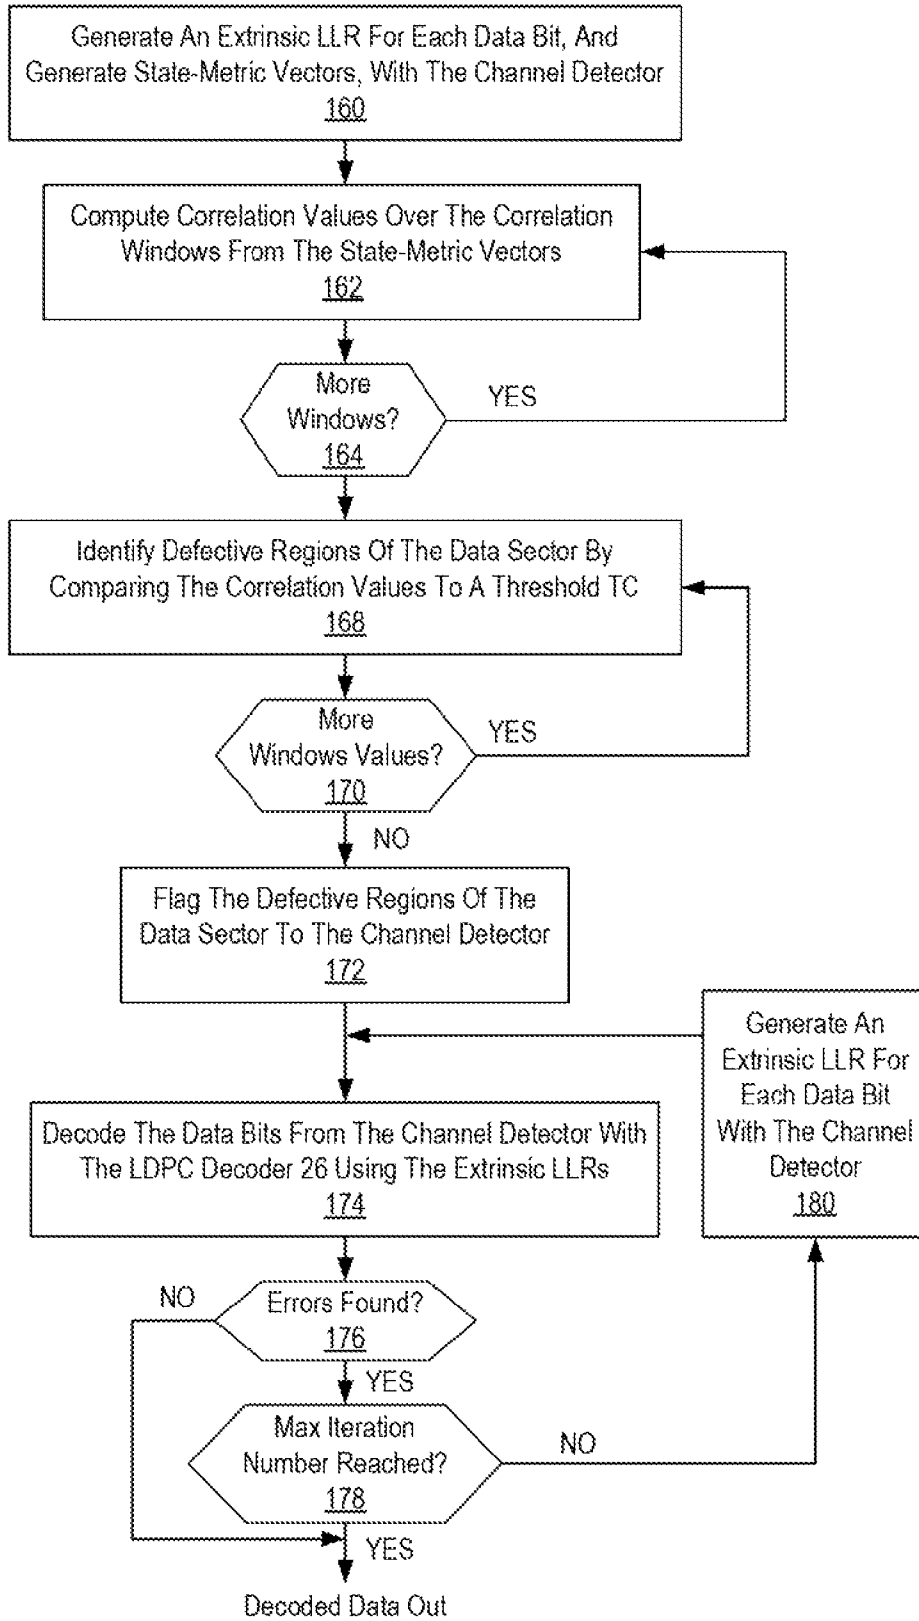 Generate An Extrinsic LLR For Each Data Bit, And
Generate State-Metric Vectors, With The Channel Detector
160
Compute Correlation Values Over The Correlation
Windows From The State-Metric Vectors
162
More
Windows?
164
YES
Identify Defective Regions Of The Data Sector By
Comparing The Correlation Values To A Threshold TC
168
More
Windows Values?
170
YES
NO
Flag The Defective Regions Of The
Data Sector To The Channel Detector
172
Generate An
Extrinsic LLR For
Each Data Bit
With The Channel
Detector
180
Decode The Data Bits From The Channel Detector With
The LDPC Decoder 26 Using The Extrinsic LLRs
174
NO
Errors Found?
176
YES
Max Iteration
Number Reached?
178
NO
YES
Decoded Data Out